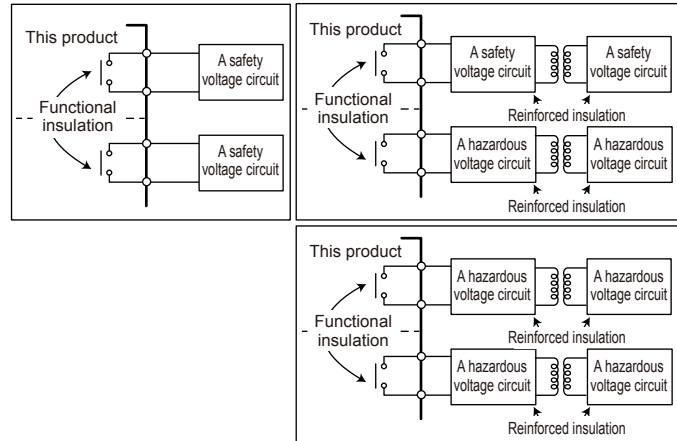 This product
A safety
voltage circuit
Functional
insulation
A safety
voltage circuit
This product
A safety
voltage circuit
A safety
voltage circuit
Reinforced insulation
Functional
insulation
A hazardous
voltage circuit
A hazardous
voltage circuit
Reinforced insulation
This product
A hazardous
voltage circuit
A hazardous
voltage circuit
Reinforced insulation
Functional
insulation
A hazardous
voltage circuit
A hazardous
voltage circuit
Reinforced insulation